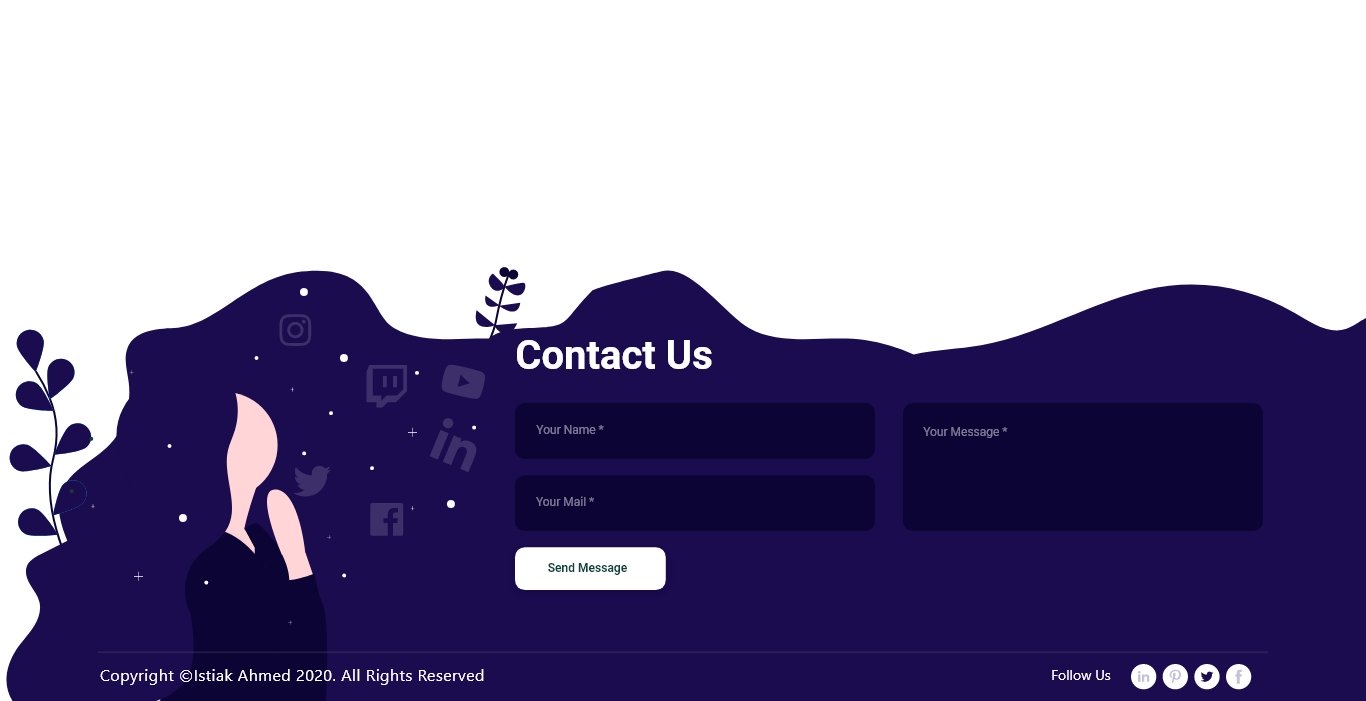 Contact Us
Your Name *
Your Message *
Your Mail *
Send Message
Copyright ©Istiak Ahmed 2020. All Rights Reserved
Follow Us